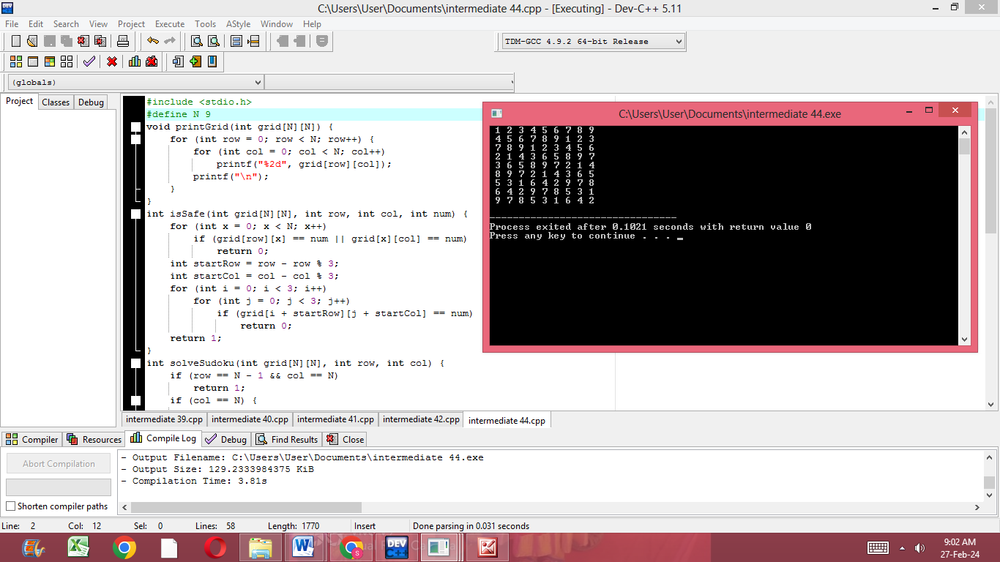 C:\Users\User\Documents\intermediate 44.cpp - [Executing] - Dev-C++ 5.11
File Edit Search View Project Execute Tools AStyle Window Help
TDM-GCC 4.9.2 64-bit Release
(globals)
Project Classes Debug
#include <stdio.h>
#define N 9
void printGrid(int grid[N][N]) {
    for (int row = 0; row < N; row++) {
        for (int col = 0; col < N; col++)
            printf("%2d", grid[row][col]);
        printf("\n");
    }
}
int isSafe(int grid[N][N], int row, int col, int num) {
    for (int x = 0; x < N; x++)
        if (grid[row][x] == num || grid[x][col] == num)
            return 0;
    int startRow = row - row % 3;
    int startCol = col - col % 3;
    for (int i = 0; i < 3; i++)
        for (int j = 0; j < 3; j++)
            if (grid[i + startRow][j + startCol] == num)
                return 0;
    return 1;
}
int solveSudoku(int grid[N][N], int row, int col) {
    if (row == N - 1 && col == N)
        return 1;
    if (col == N) {
C:\Users\User\Documents\intermediate 44.exe
1 2 3 4 5 6 7 8 9
4 5 6 7 8 9 1 2 3
7 8 9 1 2 3 4 5 6
2 1 4 3 6 5 8 9 7
3 6 5 8 9 7 2 1 4
8 9 7 2 1 4 3 6 5
5 3 1 6 4 2 9 7 8
6 4 2 9 7 8 5 3 1
9 7 8 5 3 1 6 4 2
--------------------------------
Process exited after 0.1021 seconds with return value 0
Press any key to continue . . . _
intermediate 39.cpp intermediate 40.cpp intermediate 41.cpp intermediate 42.cpp intermediate 44.cpp
Compiler Resources Compile Log Debug Find Results Close
Abort Compilation
Shorten compiler paths
- Output Filename: C:\Users\User\Documents\intermediate 44.exe
- Output Size: 129.2333984375 KiB
- Compilation Time: 3.81s
Line: 2 Col: 12 Sel: 0 Lines: 58 Length: 1770 Insert Done parsing in 0.031 seconds
DEV C++
9:02 AM
27-Feb-24